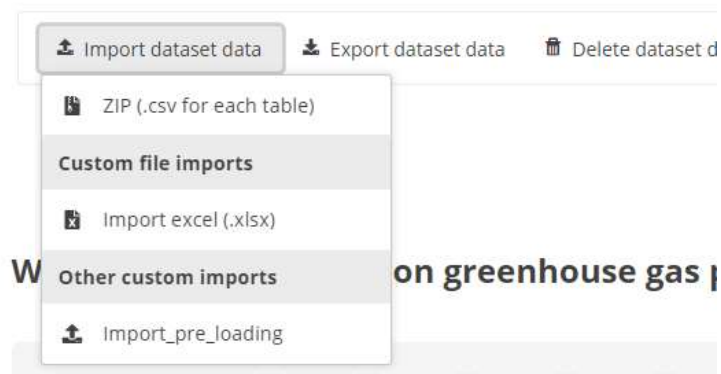 Import dataset data Export dataset data Delete dataset
ZIP (.csv for each table)
Custom file imports
Import excel (.xlsx)
W on greenhouse gas
Other custom imports
Import_pre_loading